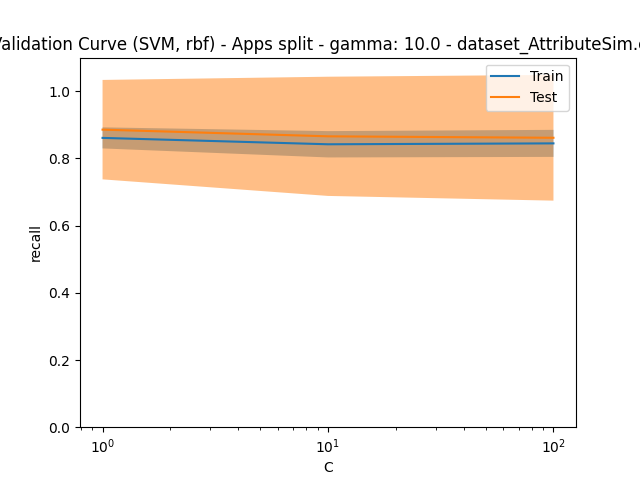 Validation Curve (SVM, rbf) - Apps split - gamma: 10.0 - dataset_AttributeSim.
Train
Test
1.0
0.8
0.6
0.4
0.2
0.0
recall
10⁰
10¹
10²
C